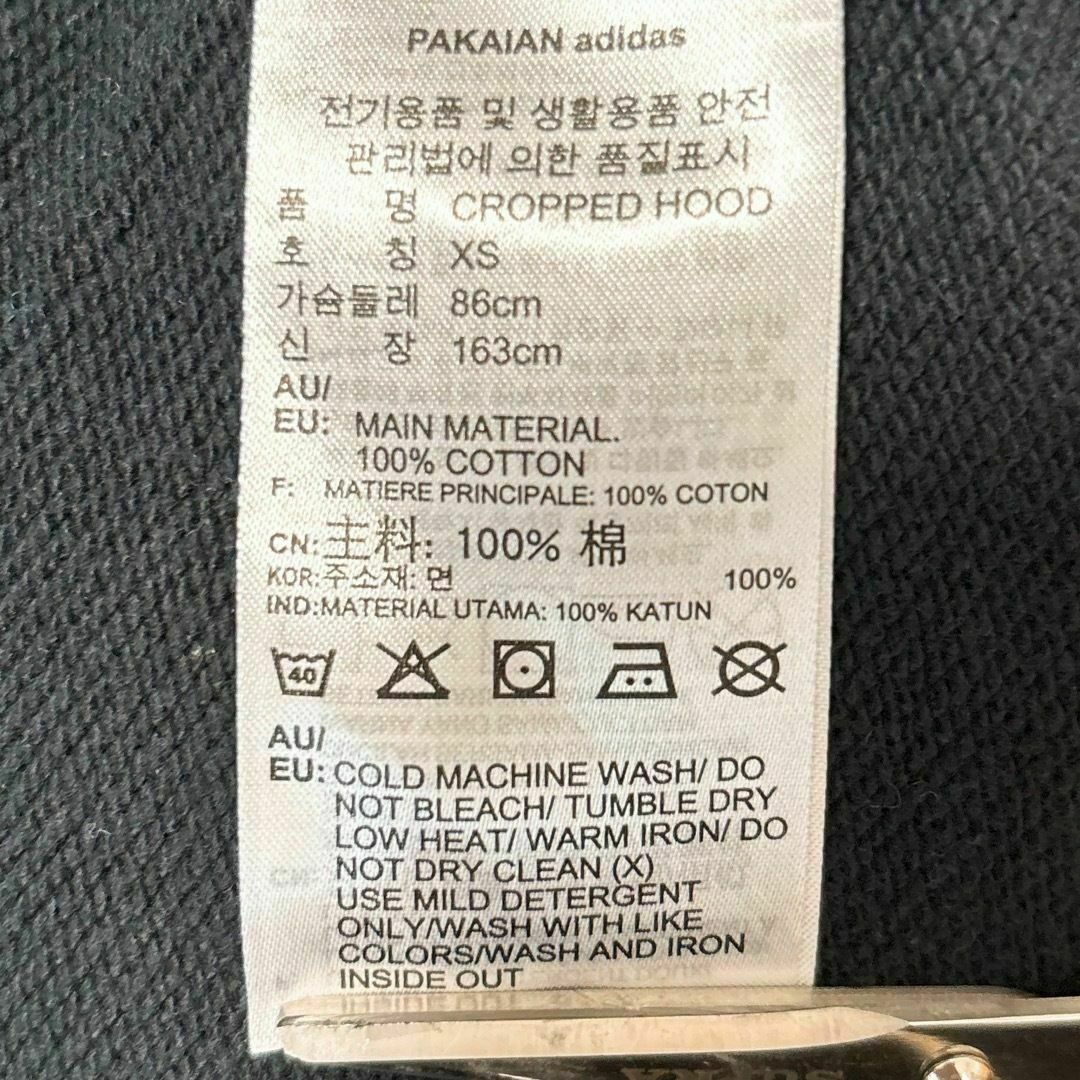 PAKAIAN adidas
전기용품 및 생활용품 안전
관리법에 의한 품질표시
품 명 CROPPED HOOD
호 칭 XS
가슴둘레 86cm
신 장 163cm
AU/
EU: MAIN MATERIAL.
100% COTTON
F: MATIERE PRINCIPALE: 100% COTON
CN:主料: 100% 棉
KOR:주소재: 면 100%
IND:MATERIAL UTAMA: 100% KATUN
40
AU/
EU: COLD MACHINE WASH/ DO
NOT BLEACH/ TUMBLE DRY
LOW HEAT/ WARM IRON/ DO
NOT DRY CLEAN (X)
USE MILD DETERGENT
ONLY/WASH WITH LIKE
COLORS/WASH AND IRON
INSIDE OUT